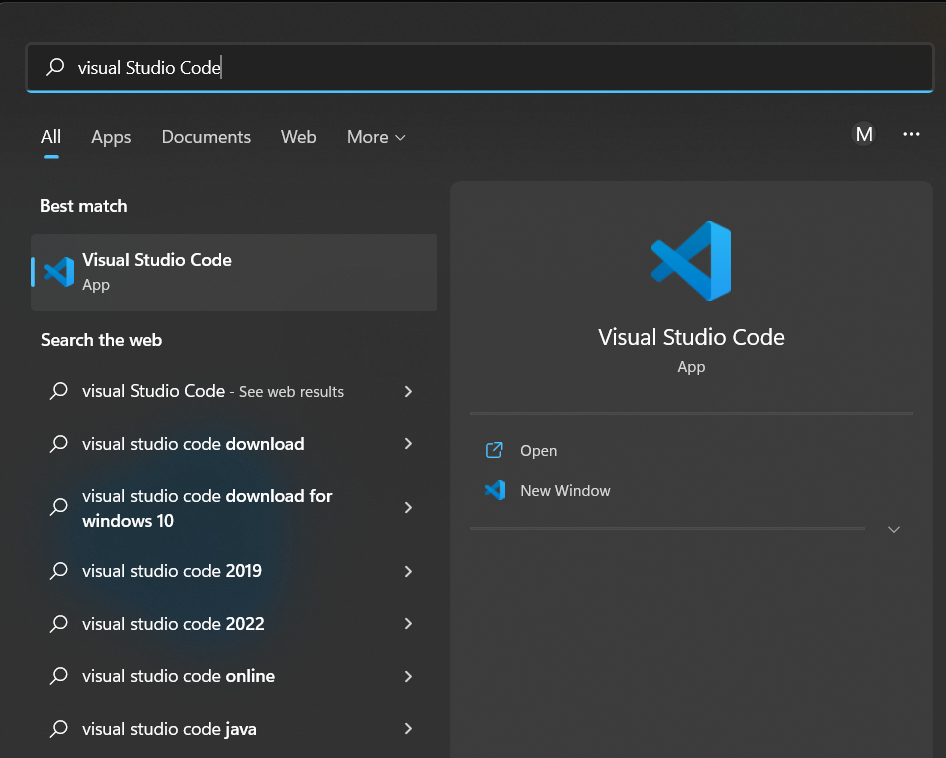 visual Studio Code
All Apps Documents Web More M
Best match
Visual Studio Code
App
Search the web
visual Studio Code - See web results
visual studio code download
visual studio code download for
windows 10
visual studio code 2019
visual studio code 2022
visual studio code online
visual studio code java
Visual Studio Code
App
Open
New Window